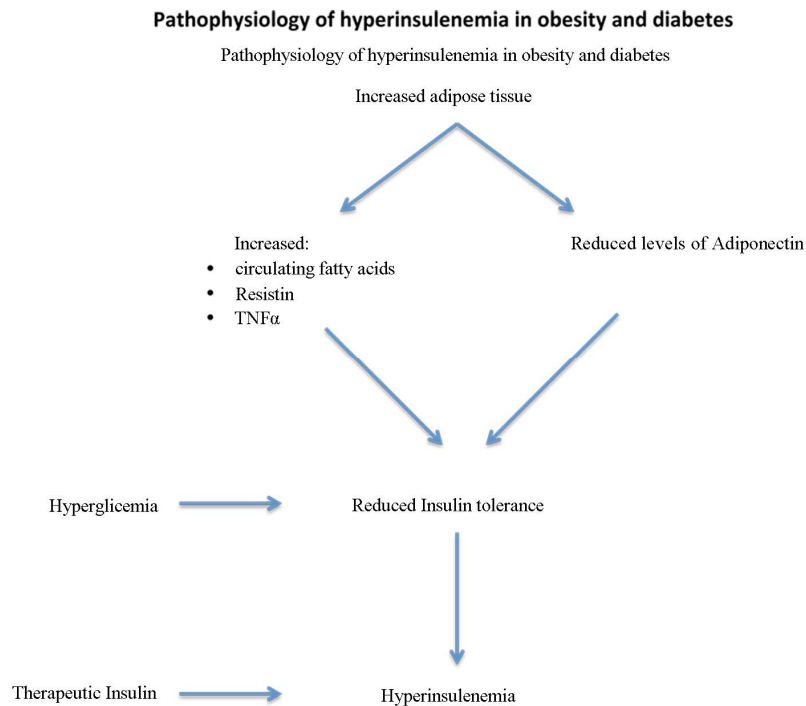 Pathophysiology of hyperinsulenemia in obesity and diabetes
Pathophysiology of hyperinsulenemia in obesity and diabetes
Increased adipose tissue
Increased:
• circulating fatty acids
• Resistin
• TNFα
Reduced levels of Adiponectin
Hyperglicemia
Reduced Insulin tolerance
Therapeutic Insulin
Hyperinsulenemia